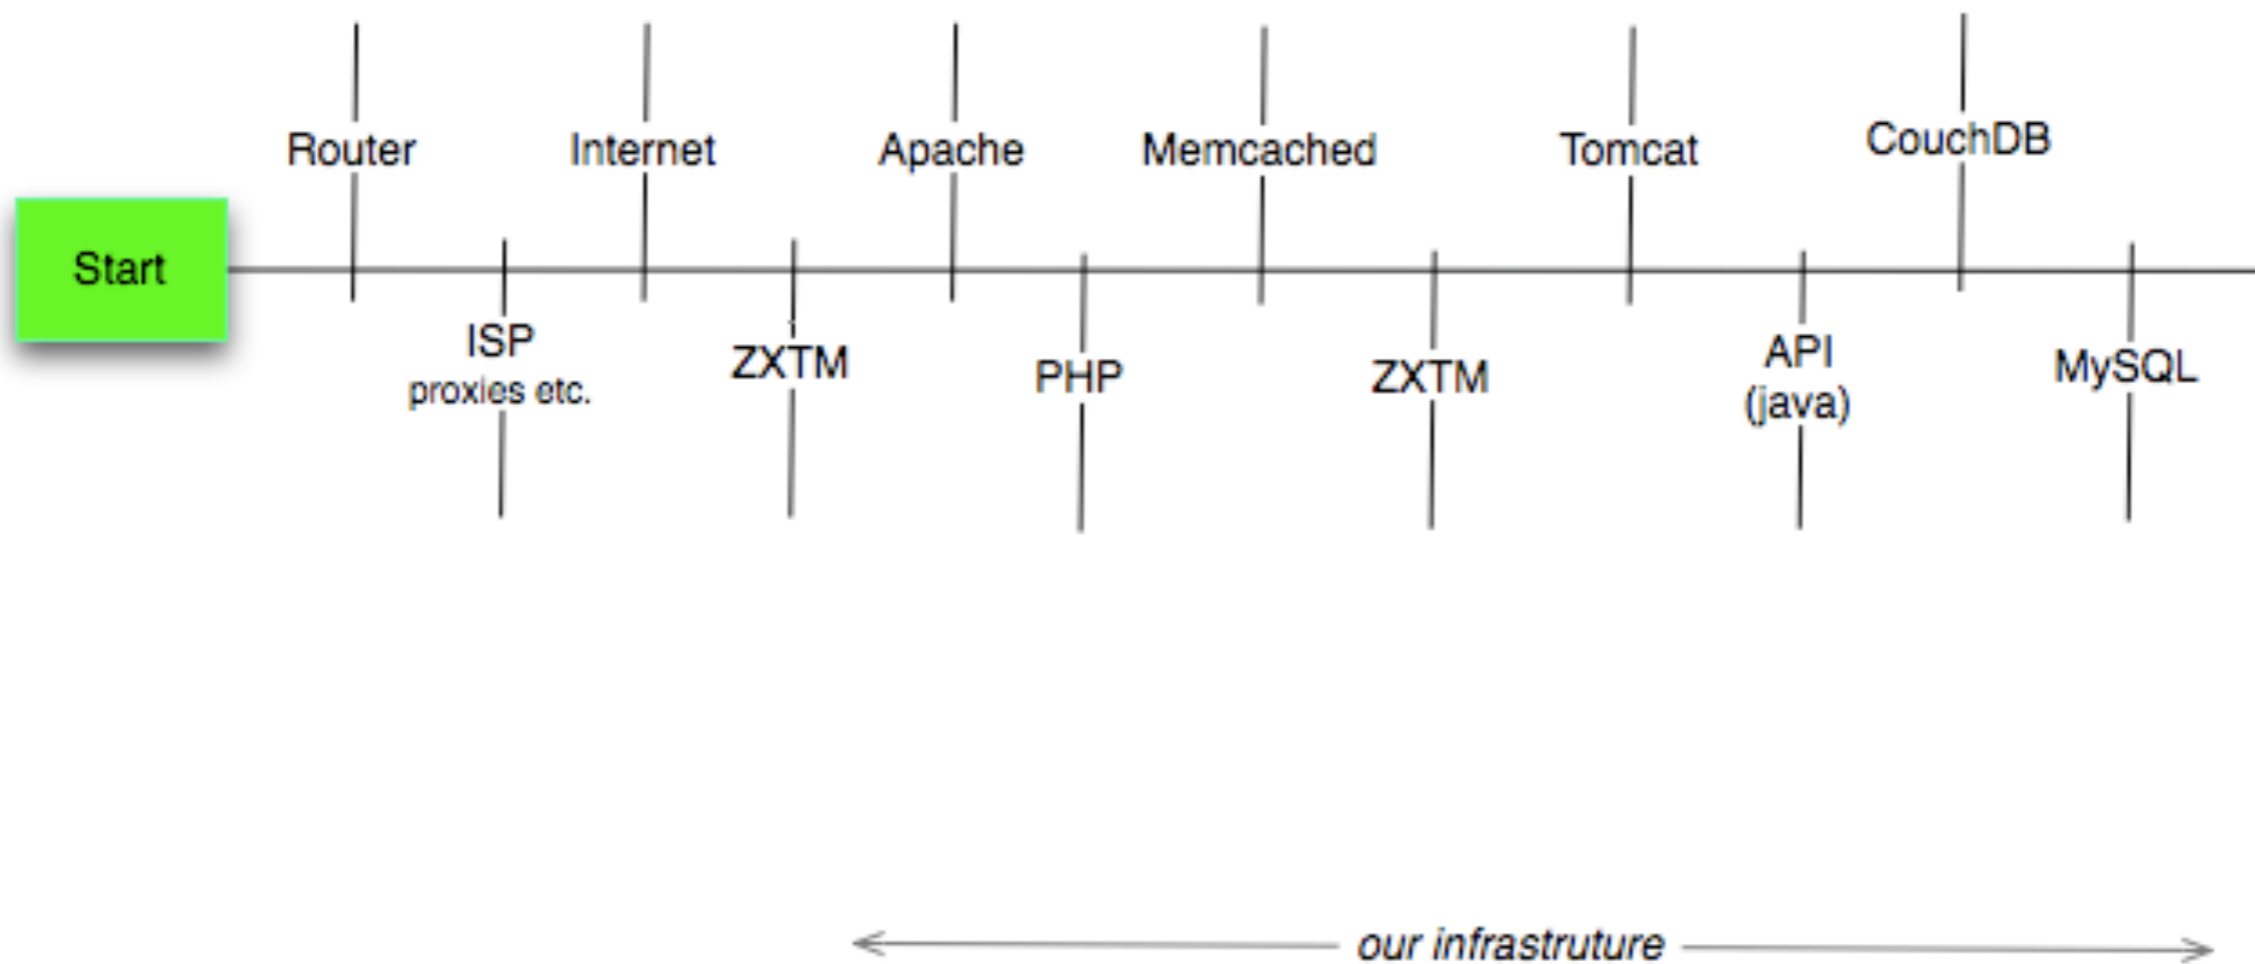 Start
Router
ISP
proxies etc.
Internet
ZXTM
Apache
PHP
Memcached
ZXTM
Tomcat
API
(java)
CouchDB
MySQL
our infrastruture